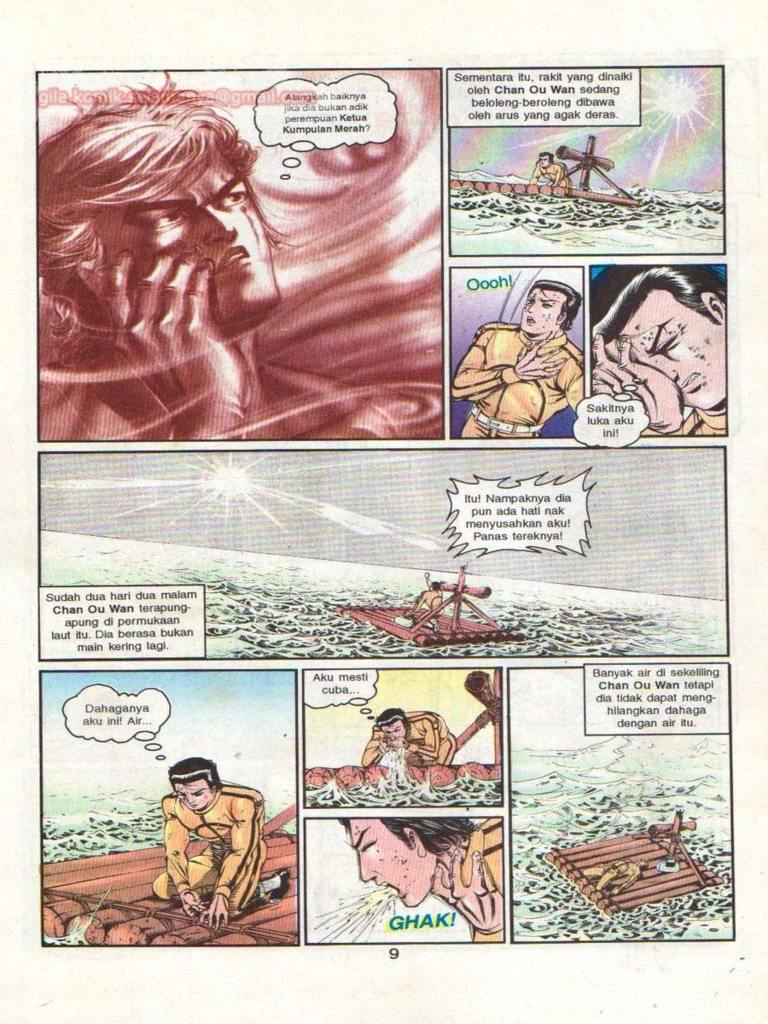 Alangkah baiknya
jika dia bukan adik
perempuan Ketua
Kumpulan Merah?
Sementara itu, rakit yang dinaiki
oleh Chan Ou Wan sedang
beloleng-beroleng dibawa
oleh arus yang agak deras.
Oooh!
Sakitnya
luka aku
ini!
Itu! Nampaknya dia
pun ada hati nak
menyusahkan aku!
Panas tereknya!
Sudah dua hari dua malam
Chan Ou Wan terapung-
apung di permukaan
laut itu. Dia berasa bukan
main kering lagi.
Dahaganya
aku ini! Air...
Aku mesti
cuba...
GHAK!
Banyak air di sekeliling
Chan Ou Wan tetapi
dia tidak dapat meng-
hilangkan dahaga
dengan air itu.
9